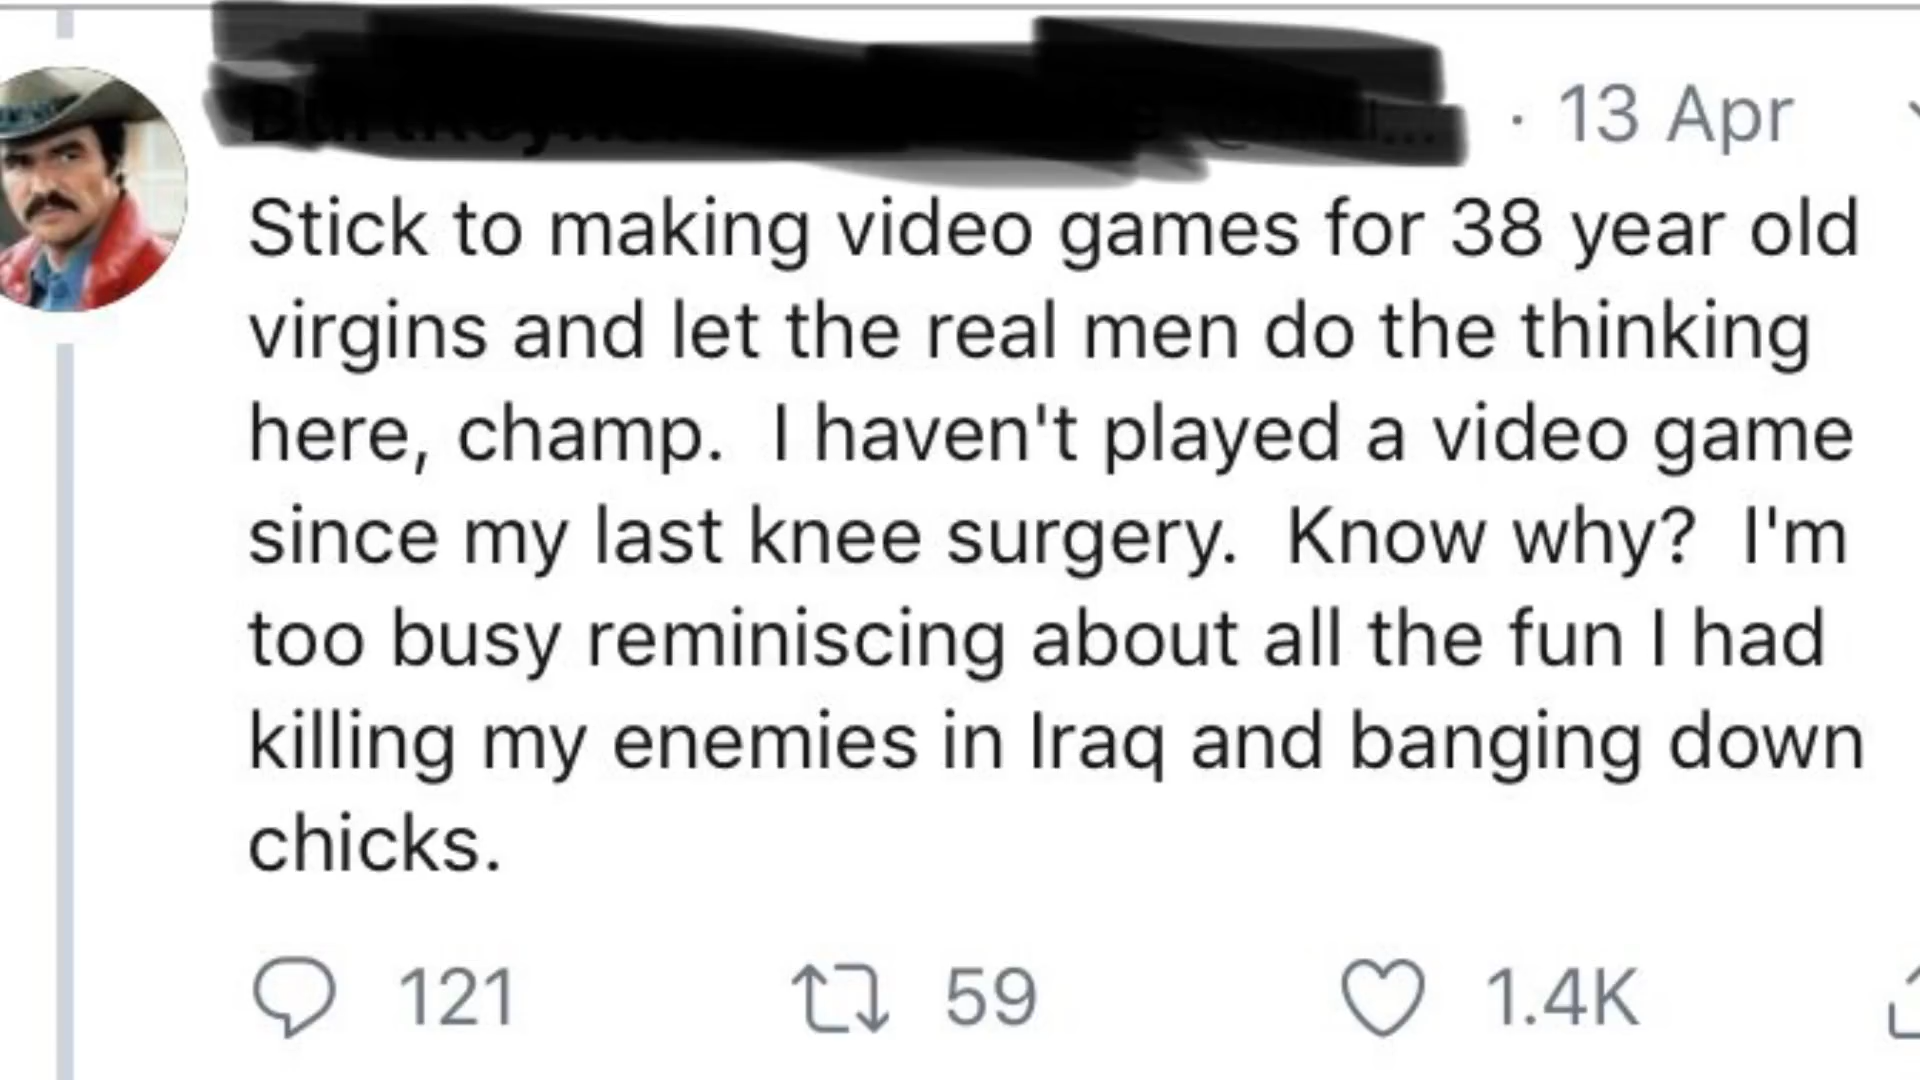 · 13 Apr
Stick to making video games for 38 year old
virgins and let the real men do the thinking
here, champ.  I haven't played a video game
since my last knee surgery.  Know why?  I'm
too busy reminiscing about all the fun I had
killing my enemies in Iraq and banging down
chicks.
121 59 1.4K